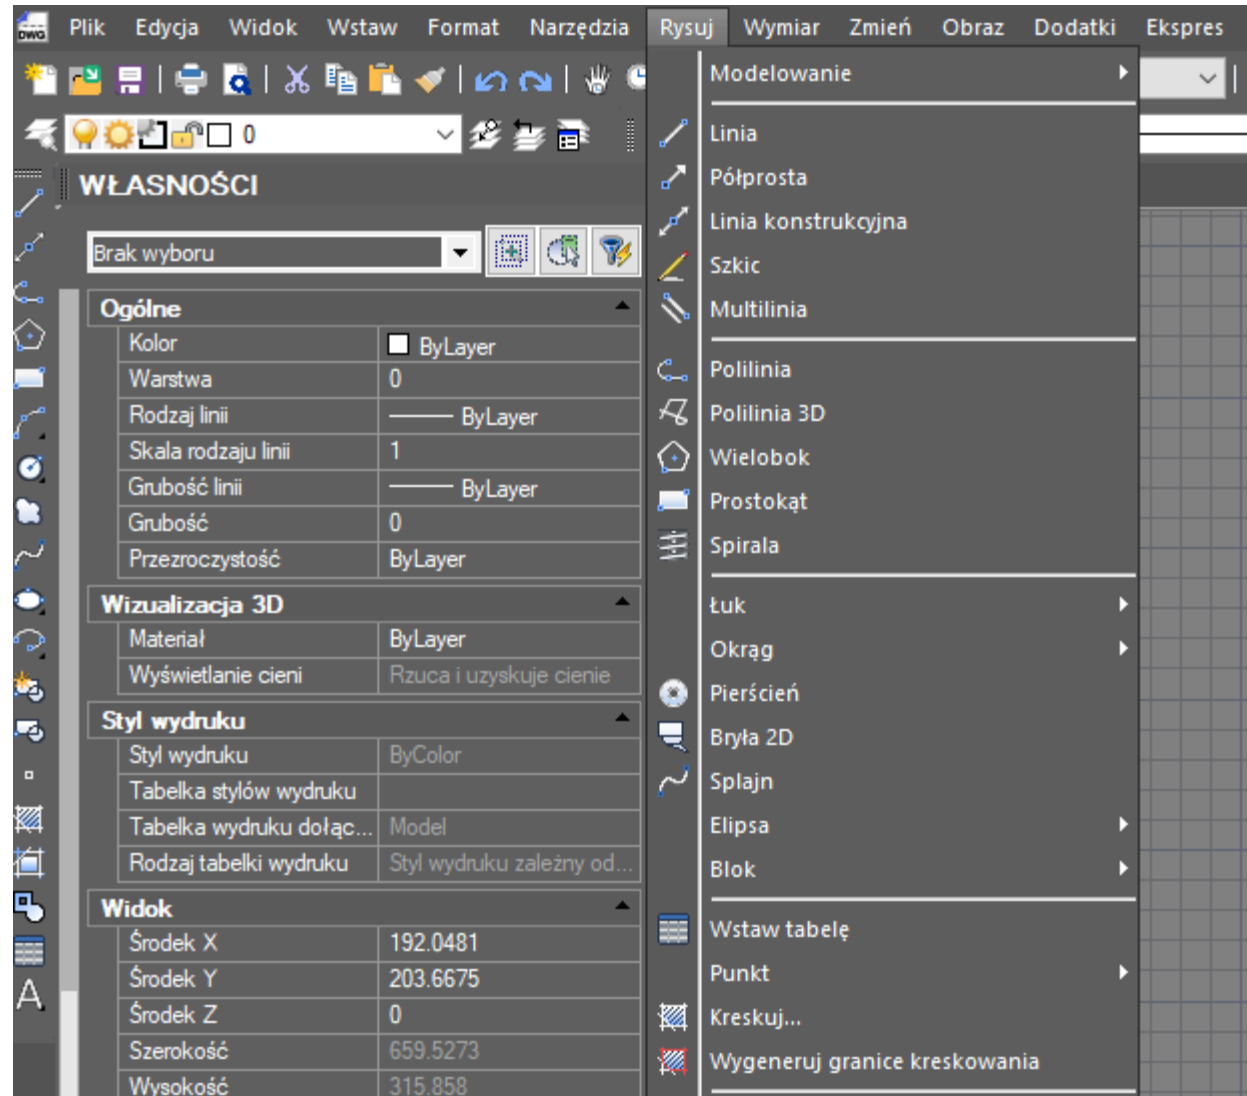 DWG Plik Edycja Widok Wstaw Format Narzędzia Rysuj Wymiar Zmień Obraz Dodatki Ekspres
0
WŁASNOŚCI
Brak wyboru
Ogólne
Kolor ByLayer
Warstwa 0
Rodzaj linii ByLayer
Skala rodzaju linii 1
Grubość linii ByLayer
Grubość 0
Przezroczystość ByLayer
Wizualizacja 3D
Materiał ByLayer
Wyświetlanie cieni Rzuca i uzyskuje cienie
Styl wydruku
Styl wydruku ByColor
Tabelka stylów wydruku
Tabelka wydruku dołąc... Model
Rodzaj tabelki wydruku Styl wydruku zależny od...
Widok
Środek X 192.0481
Środek Y 203.6675
Środek Z 0
Szerokość 659.5273
Wysokość 315.858
Modelowanie
Linia
Półprosta
Linia konstrukcyjna
Szkic
Multilinia
Polilinia
Polilinia 3D
Wielobok
Prostokąt
Spirala
Łuk
Okrąg
Pierścień
Bryła 2D
Splajn
Elipsa
Blok
Wstaw tabelę
Punkt
Kreskuj...
Wygeneruj granice kreskowania